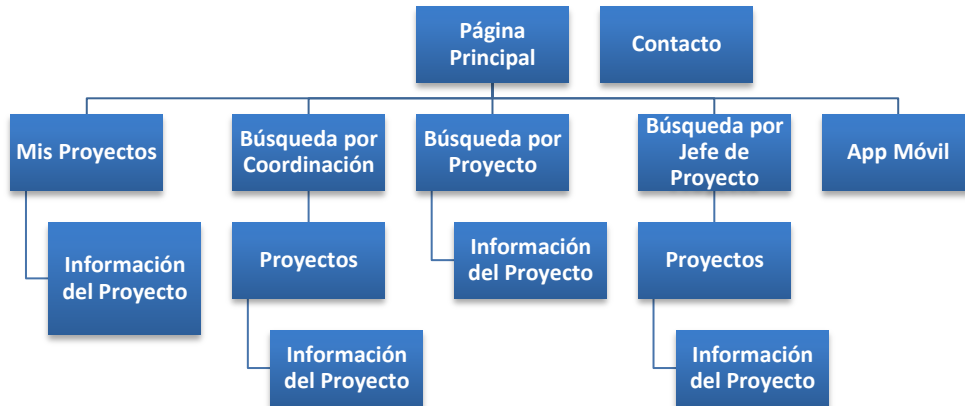 Página
Principal
Contacto
Mis Proyectos
Búsqueda por
Coordinación
Búsqueda por
Proyecto
Búsqueda por
Jefe de
Proyecto
App Móvil
Información
del Proyecto
Proyectos
Información
del Proyecto
Proyectos
Información
del Proyecto
Información
del Proyecto